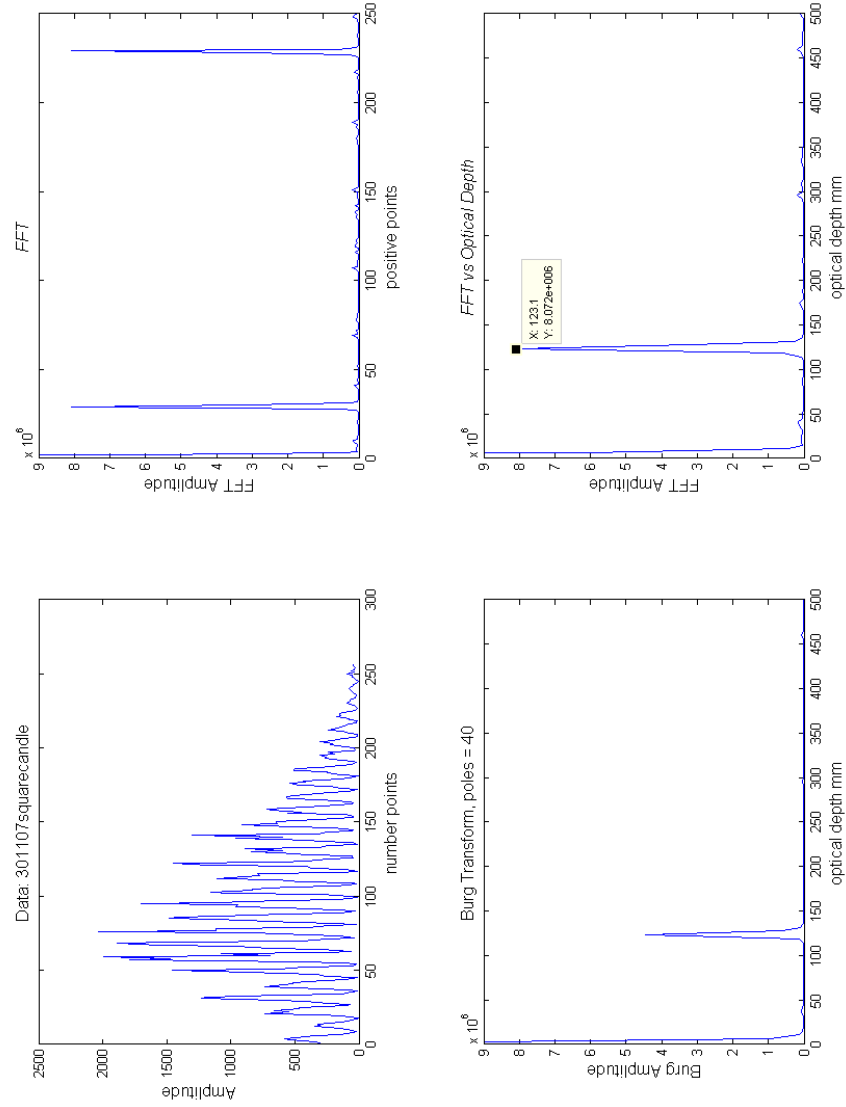 Data: 301107squarecandle
2500
2000
1500
1000
500
0
Amplitude
0 50 100 150 200 250 300
number points
FFT
x 10^6
9
8
7
6
5
4
3
2
1
0
FFT Amplitude
0 50 100 150 200 250
positive points
Burg Transform, poles = 40
x 10^6
9
8
7
6
5
4
3
2
1
0
Burg Amplitude
0 50 100 150 200 250 300 350 400 450 500
optical depth mm
FFT vs Optical Depth
x 10^6
9
8
7
6
5
4
3
2
1
0
FFT Amplitude
X: 123.1
Y: 8.072e+006
0 50 100 150 200 250 300 350 400 450 500
optical depth mm